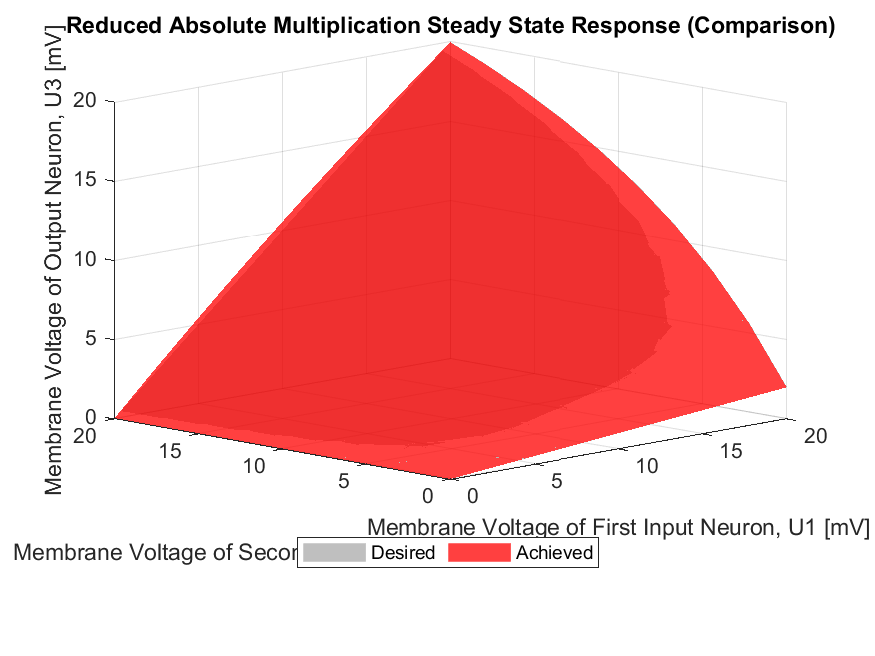 Reduced Absolute Multiplication Steady State Response (Comparison)
Membrane Voltage of Output Neuron, U3 [mV]
20
15
10
5
0
20
15
10
5
0
0
5
10
15
20
Membrane Voltage of First Input Neuron, U1 [mV]
Membrane Voltage of
Desired
Achieved